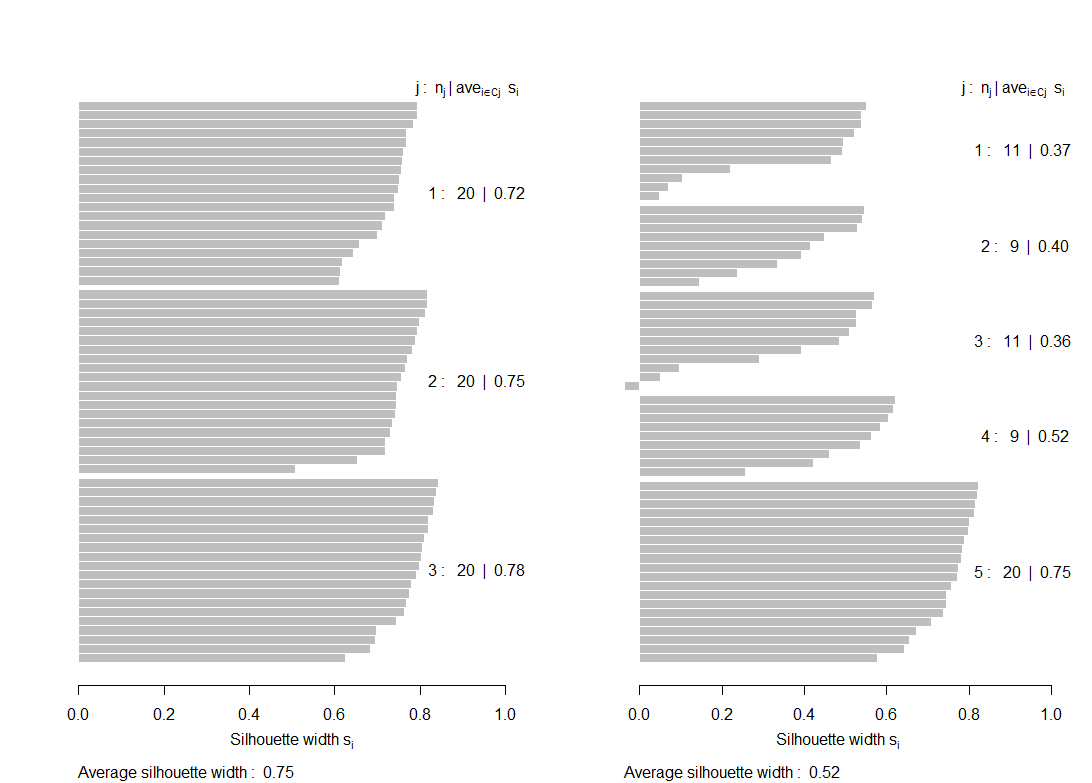 j : nj | avei∈Cj si
1 : 20 | 0.72
2 : 20 | 0.75
3 : 20 | 0.78
0.0 0.2 0.4 0.6 0.8 1.0
Silhouette width si
Average silhouette width : 0.75
j : nj | avei∈Cj si
1 : 11 | 0.37
2 : 9 | 0.40
3 : 11 | 0.36
4 : 9 | 0.52
5 : 20 | 0.75
0.0 0.2 0.4 0.6 0.8 1.0
Silhouette width si
Average silhouette width : 0.52